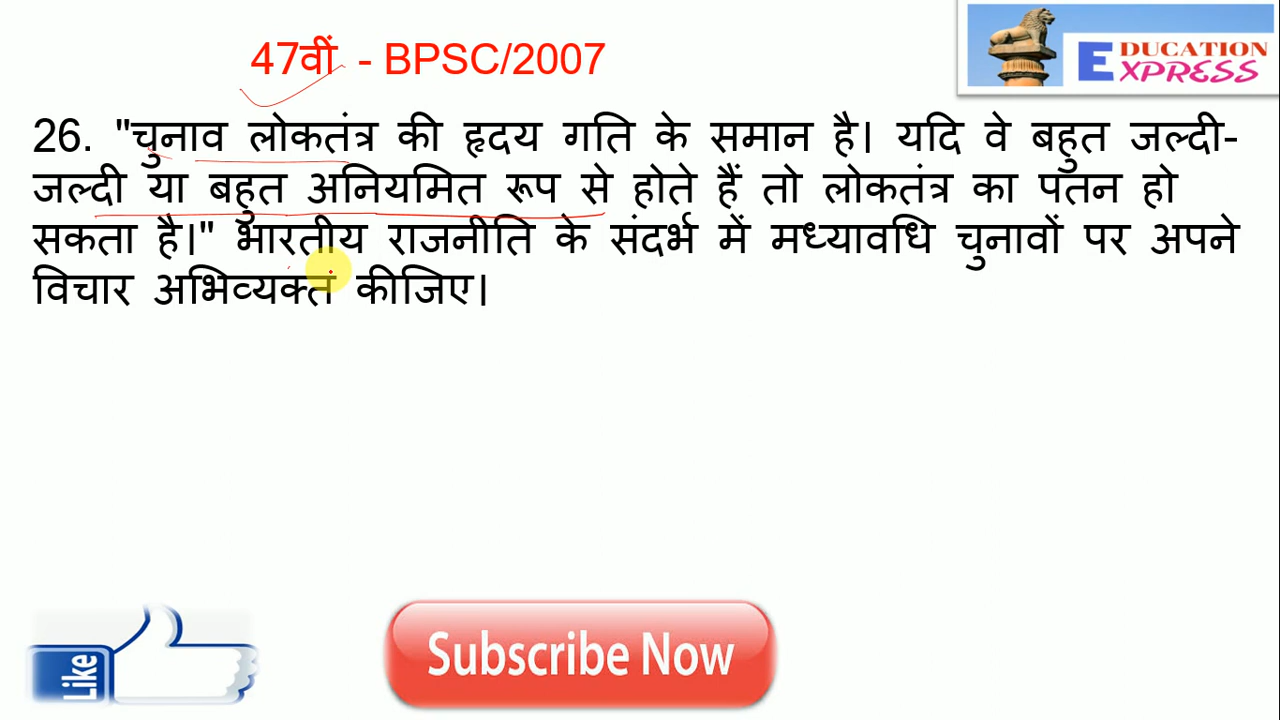 47वीं - BPSC/2007
EDUCATION
EXPRESS
26. "चुनाव लोकतंत्र की हृदय गति के समान है। यदि वे बहुत जल्दी-
जल्दी या बहुत अनियमित रूप से होते हैं तो लोकतंत्र का पतन हो
सकता है।" भारतीय राजनीति के संदर्भ में मध्यावधि चुनावों पर अपने
विचार अभिव्यक्त कीजिए।
Like
Subscribe Now